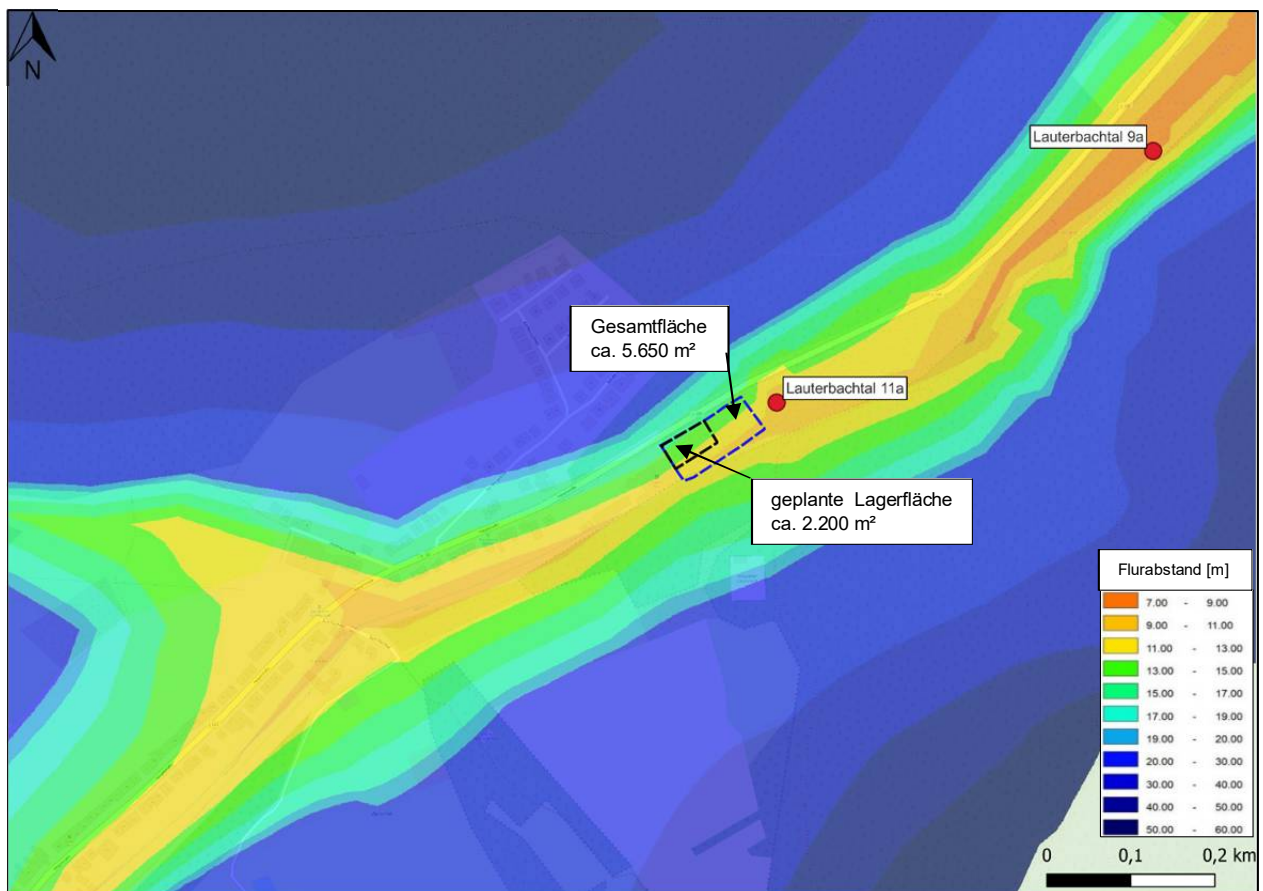 N
Lauterbachtal 9a
Gesamtfläche
ca. 5.650 m²
Lauterbachtal 11a
geplante Lagerfläche
ca. 2.200 m²
Flurabstand [m]
7.00 - 9.00
9.00 - 11.00
11.00 - 13.00
13.00 - 15.00
15.00 - 17.00
17.00 - 19.00
19.00 - 20.00
20.00 - 30.00
30.00 - 40.00
40.00 - 50.00
50.00 - 60.00
0 0,1 0,2 km